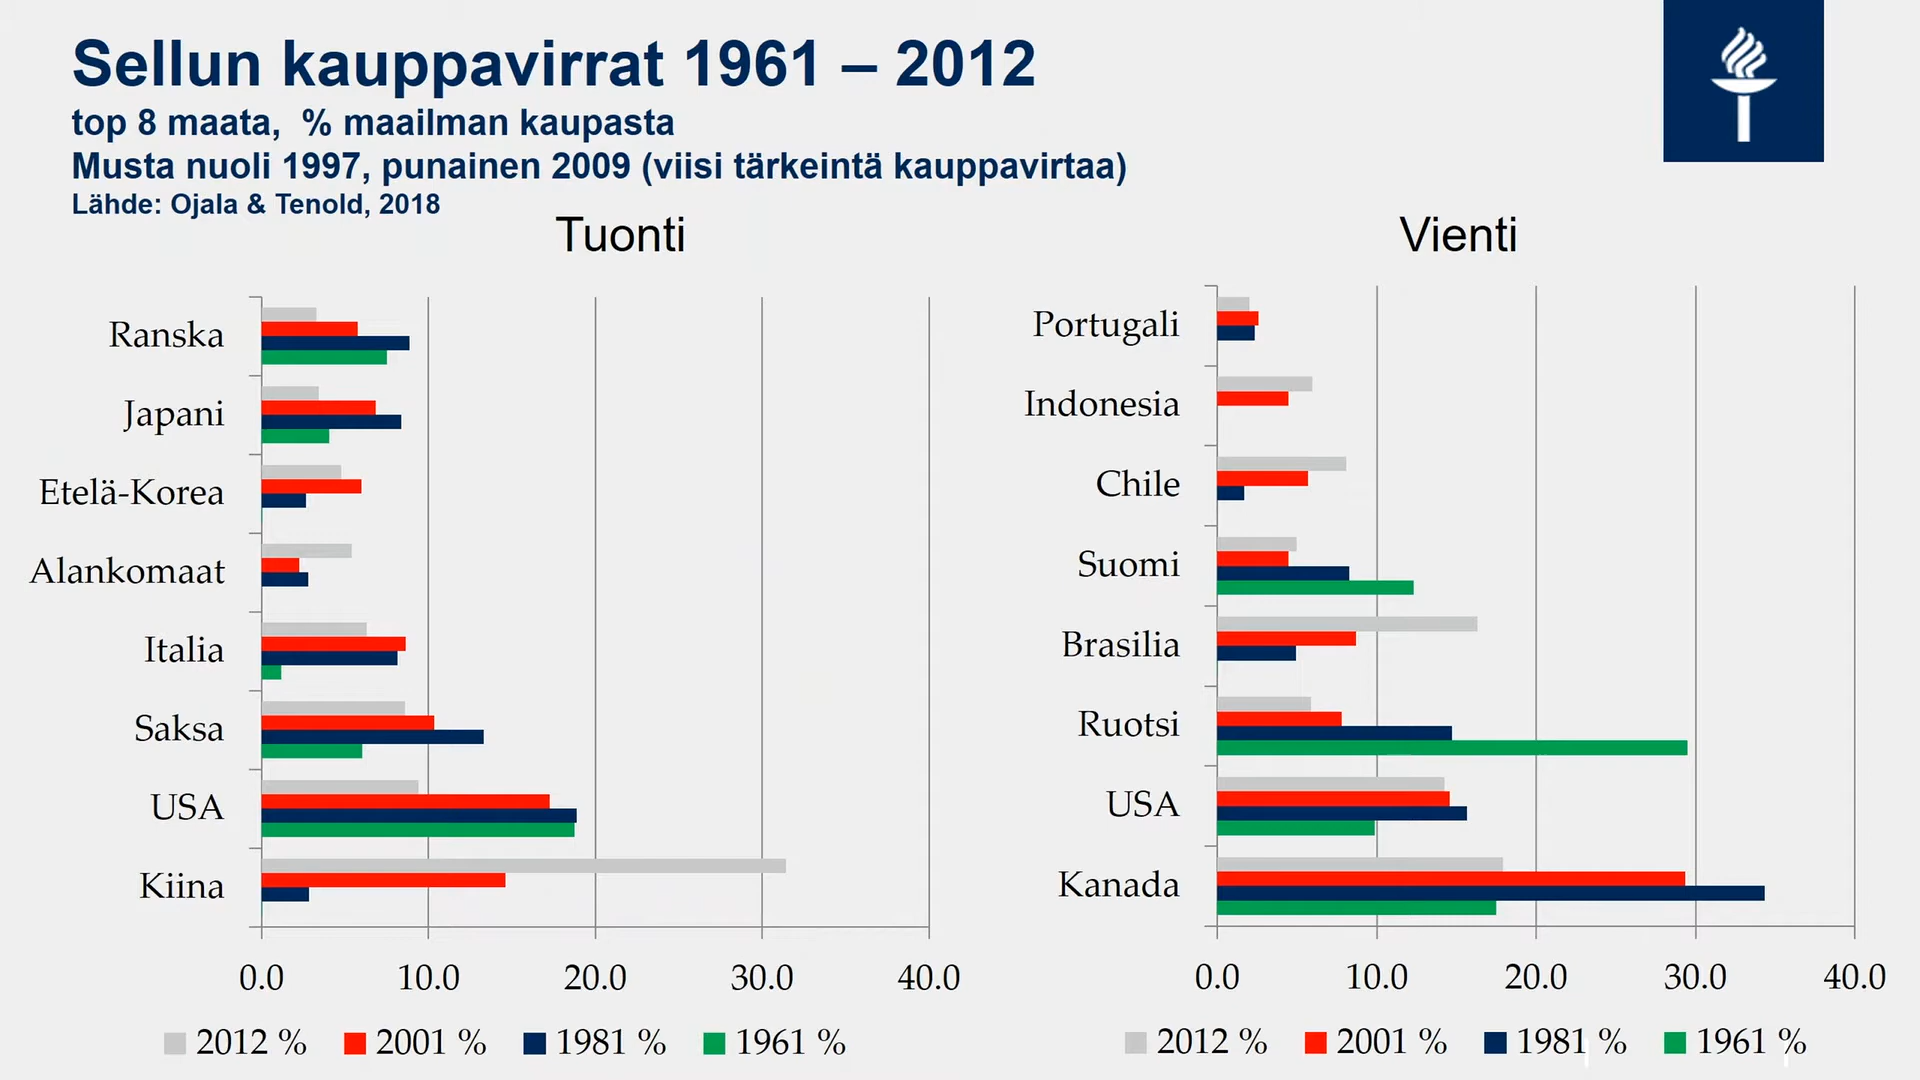 Sellun kauppavirrat 1961 – 2012
top 8 maata,  % maailman kaupasta
Musta nuoli 1997, punainen 2009 (viisi tärkeintä kauppavirtaa)
Lähde: Ojala & Tenold, 2018
Tuonti
Ranska
Japani
Etelä-Korea
Alankomaat
Italia
Saksa
USA
Kiina
0.0 10.0 20.0 30.0 40.0
2012 % 2001 % 1981 % 1961 %
Vienti
Portugali
Indonesia
Chile
Suomi
Brasilia
Ruotsi
USA
Kanada
0.0 10.0 20.0 30.0 40.0
2012 % 2001 % 1981 % 1961 %